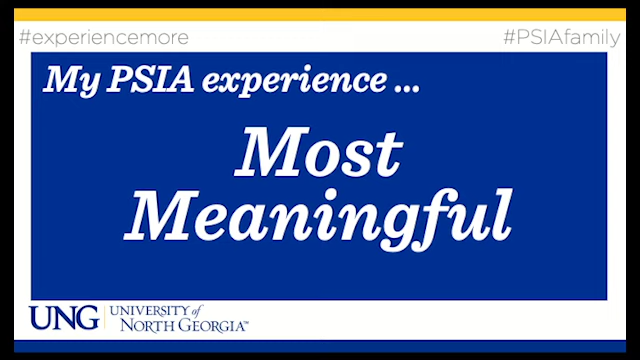 #experiencemore #PSIAfamily
My PSIA experience ...
Most
Meaningful
UNG UNIVERSITY of
NORTH GEORGIA™